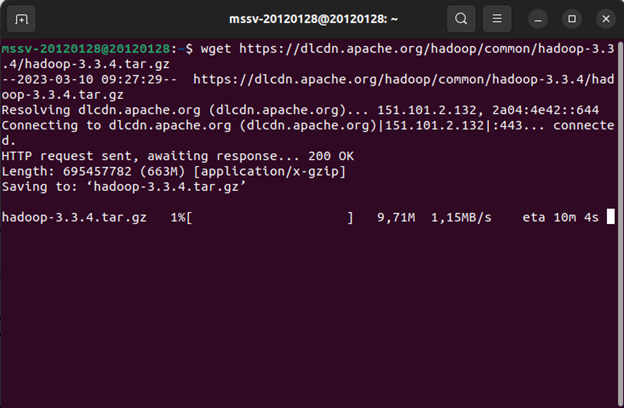 mssv-20120128@20120128: ~
mssv-20120128@20120128:~$ wget https://dlcdn.apache.org/hadoop/common/hadoop-3.3
.4/hadoop-3.3.4.tar.gz
--2023-03-10 09:27:29--  https://dlcdn.apache.org/hadoop/common/hadoop-3.3.4/had
oop-3.3.4.tar.gz
Resolving dlcdn.apache.org (dlcdn.apache.org)... 151.101.2.132, 2a04:4e42::644
Connecting to dlcdn.apache.org (dlcdn.apache.org)|151.101.2.132|:443... connecte
d.
HTTP request sent, awaiting response... 200 OK
Length: 695457782 (663M) [application/x-gzip]
Saving to: ‘hadoop-3.3.4.tar.gz’
hadoop-3.3.4.tar.gz   1%[                    ]   9,71M  1,15MB/s    eta 10m 4s